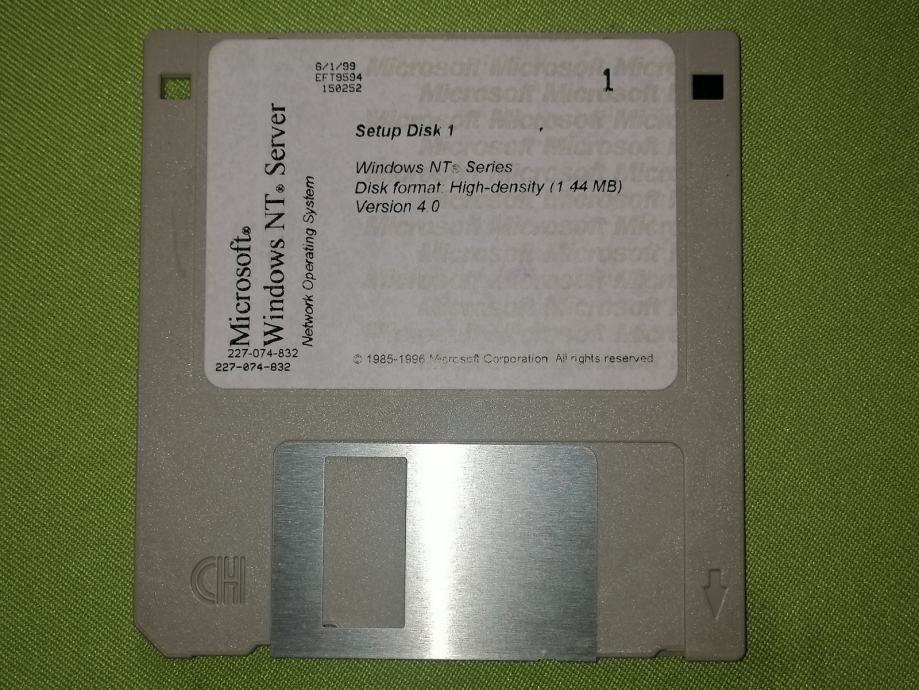 6/1/99
EFT9594
150252
1
Setup Disk 1
Windows NT® Series
Disk format: High-density (1.44 MB)
Version 4.0
Microsoft®
Windows NT® Server
Network Operating System
227-074-832
227-074-832
© 1985-1996 Microsoft Corporation. All rights reserved
HD